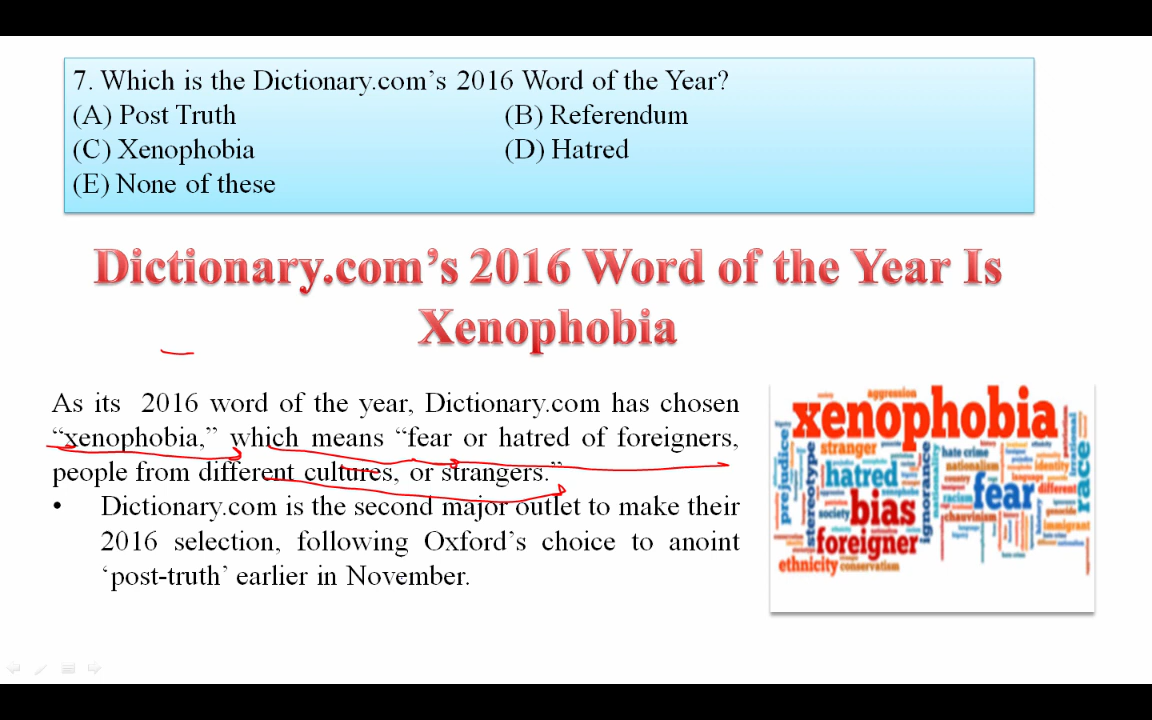 7. Which is the Dictionary.com’s 2016 Word of the Year?
(A) Post Truth (B) Referendum
(C) Xenophobia (D) Hatred
(E) None of these
Dictionary.com’s 2016 Word of the Year Is
Xenophobia
As its 2016 word of the year, Dictionary.com has chosen
“xenophobia,” which means “fear or hatred of foreigners,
people from different cultures, or strangers.”
• Dictionary.com is the second major outlet to make their
2016 selection, following Oxford’s choice to anoint
‘post-truth’ earlier in November.
aggression
xenophobia
stranger
hate crime
nationalism
identity
hatred
prejudice
stereotype
ignorance
race
racism
fear
different
society
bias
chauvinism
immigrant
foreigner
ethnicity
conservatism